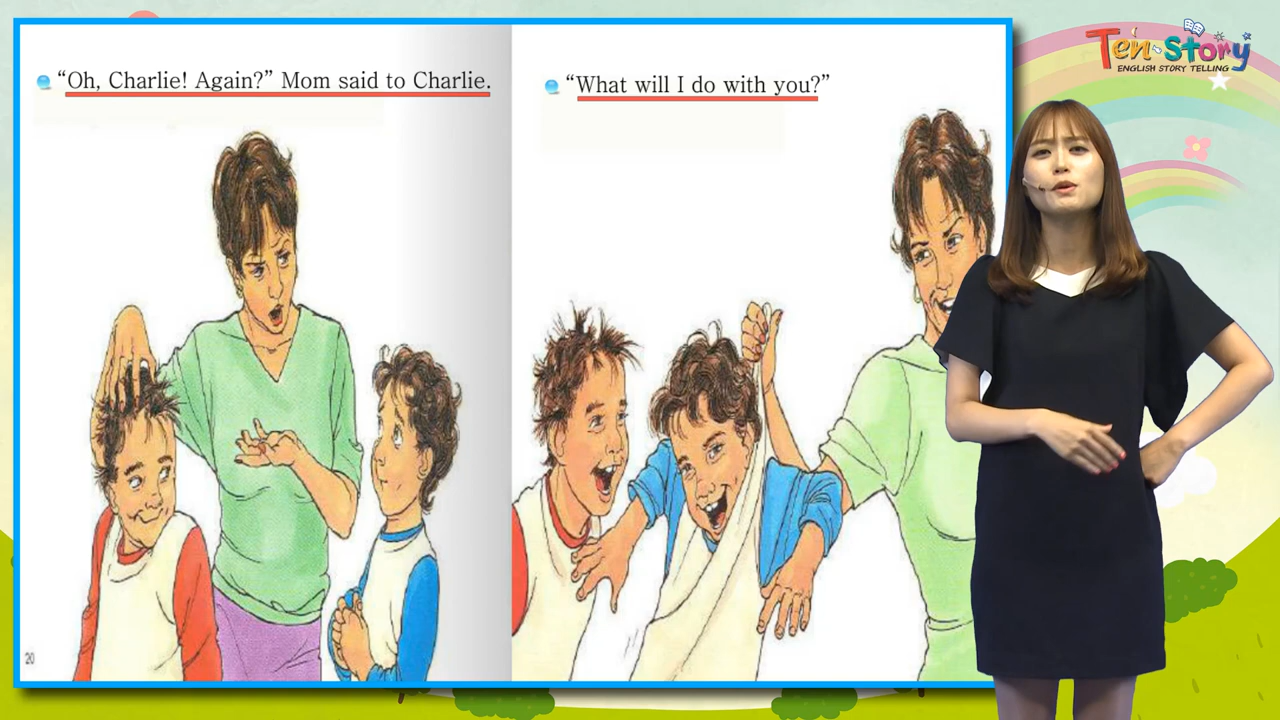 “Oh, Charlie! Again?” Mom said to Charlie.
“What will I do with you?”
20
Ten-Story
ENGLISH STORY TELLING